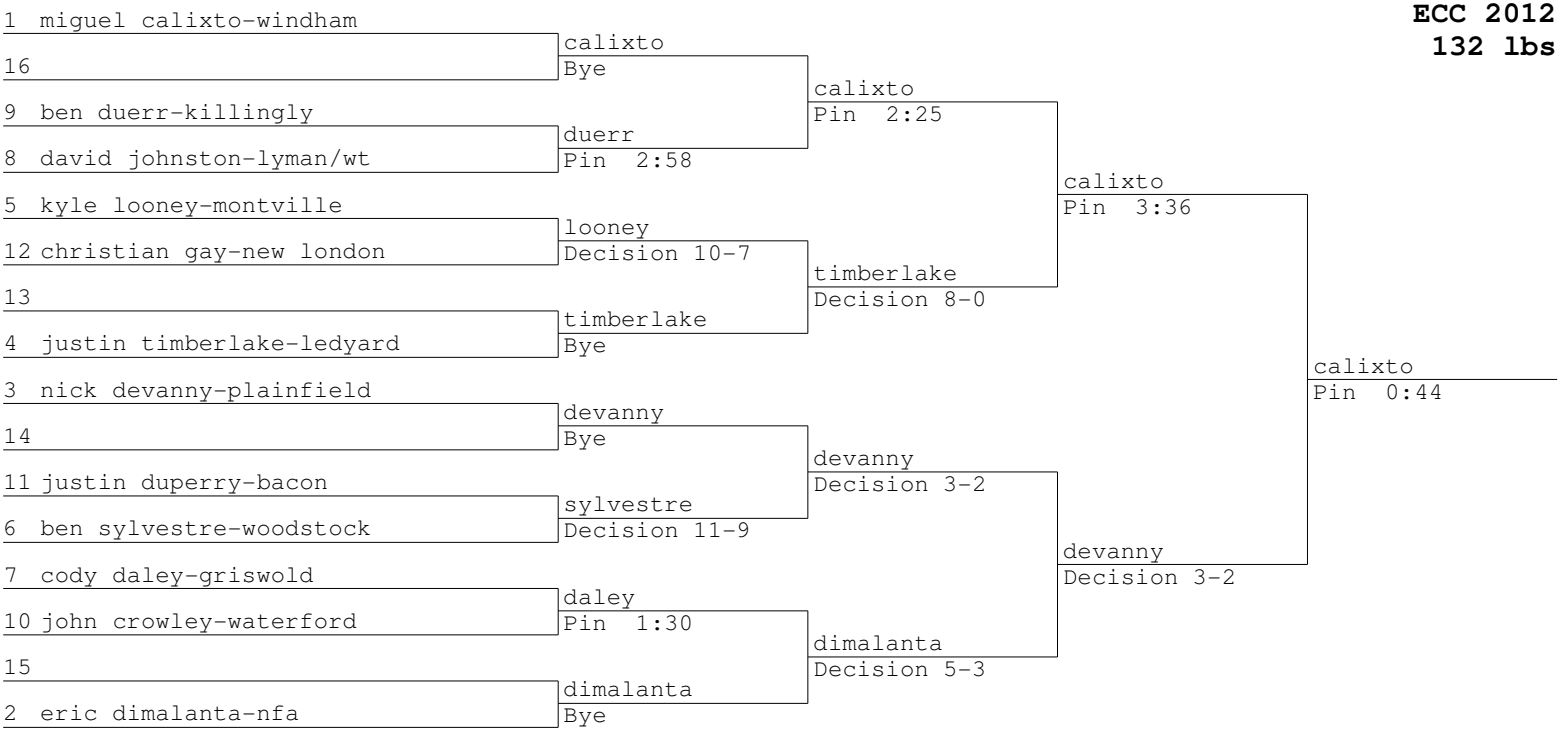 ECC 2012
132 lbs
1 miguel calixto-windham
16
9 ben duerr-killingly
8 david johnston-lyman/wt
5 kyle looney-montville
12 christian gay-new london
13
4 justin timberlake-ledyard
3 nick devanny-plainfield
14
11 justin duperry-bacon
6 ben sylvestre-woodstock
7 cody daley-griswold
10 john crowley-waterford
15
2 eric dimalanta-nfa
calixto
Bye
duerr
Pin 2:58
looney
Decision 10-7
timberlake
Bye
devanny
Bye
sylvestre
Decision 11-9
daley
Pin 1:30
dimalanta
Bye
calixto
Pin 2:25
timberlake
Decision 8-0
devanny
Decision 3-2
dimalanta
Decision 5-3
calixto
Pin 3:36
devanny
Decision 3-2
calixto
Pin 0:44